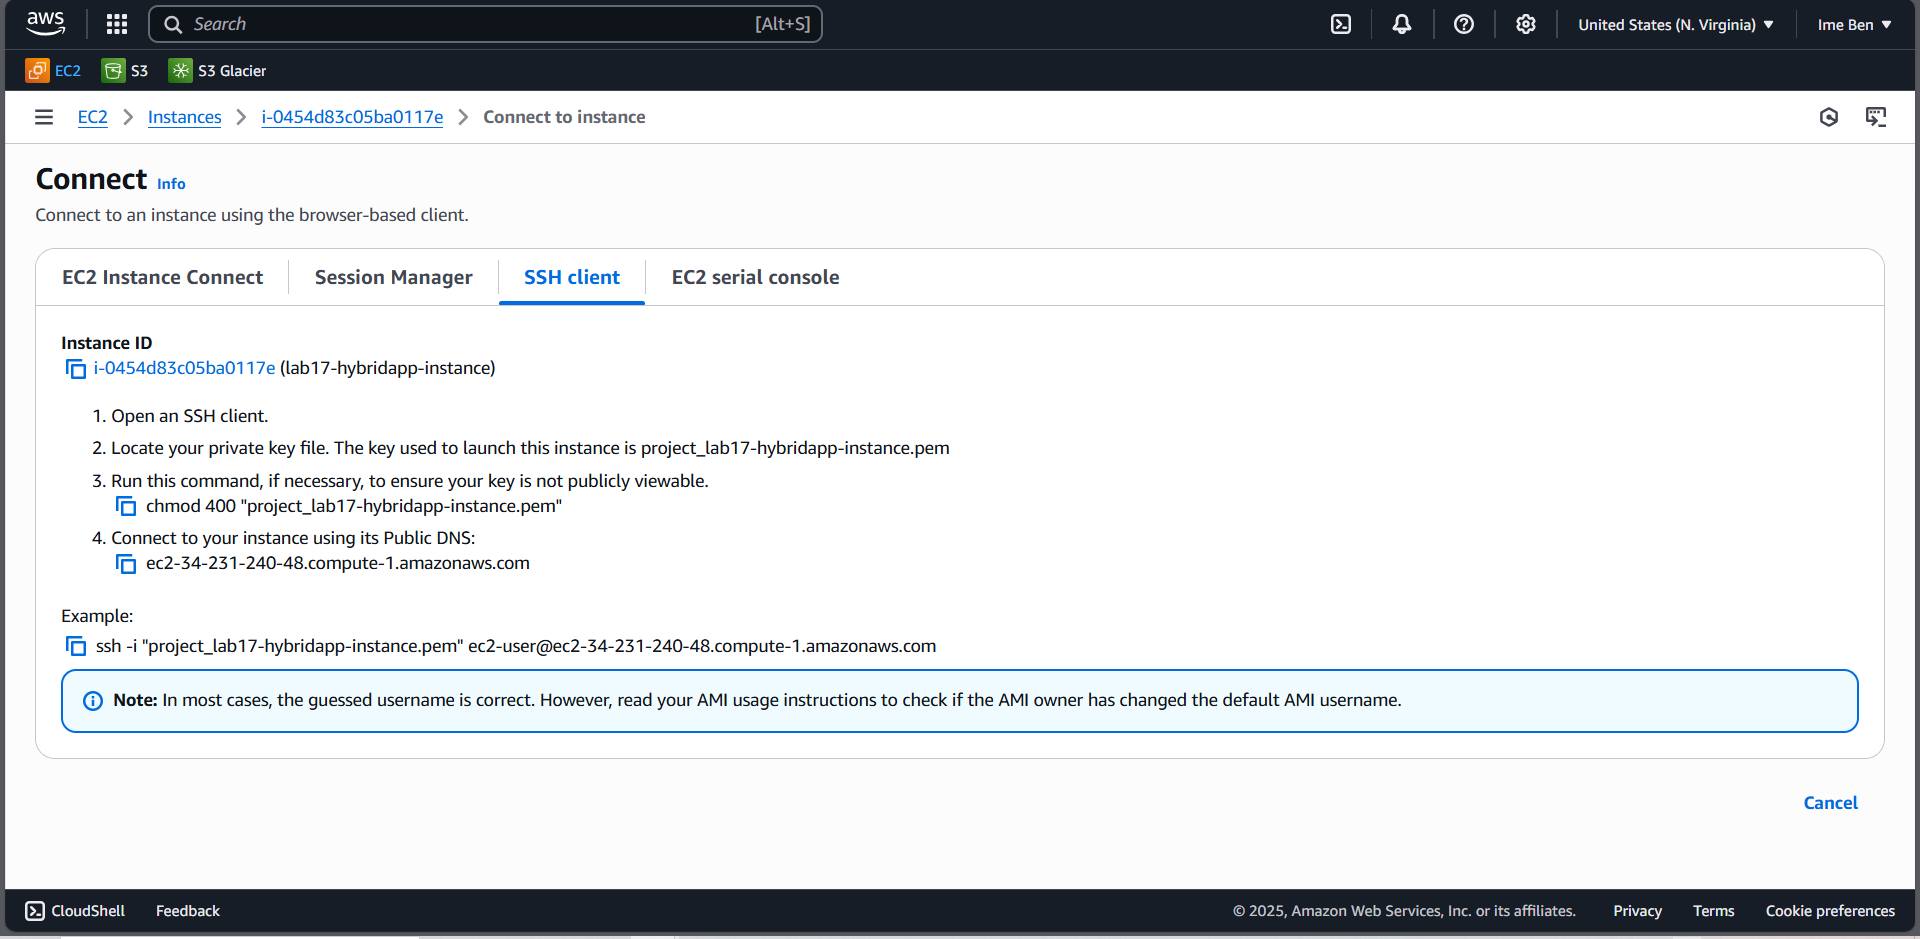 aws
Search [Alt+S]
United States (N. Virginia)
Ime Ben
EC2 S3 S3 Glacier
EC2 Instances i-0454d83c05ba0117e Connect to instance
Connect Info
Connect to an instance using the browser-based client.
EC2 Instance Connect Session Manager SSH client EC2 serial console
Instance ID
i-0454d83c05ba0117e (lab17-hybridapp-instance)
1. Open an SSH client.
2. Locate your private key file. The key used to launch this instance is project_lab17-hybridapp-instance.pem
3. Run this command, if necessary, to ensure your key is not publicly viewable.
chmod 400 "project_lab17-hybridapp-instance.pem"
4. Connect to your instance using its Public DNS:
ec2-34-231-240-48.compute-1.amazonaws.com
Example:
ssh -i "project_lab17-hybridapp-instance.pem" ec2-user@ec2-34-231-240-48.compute-1.amazonaws.com
Note: In most cases, the guessed username is correct. However, read your AMI usage instructions to check if the AMI owner has changed the default AMI username.
Cancel
CloudShell Feedback © 2025, Amazon Web Services, Inc. or its affiliates. Privacy Terms Cookie preferences